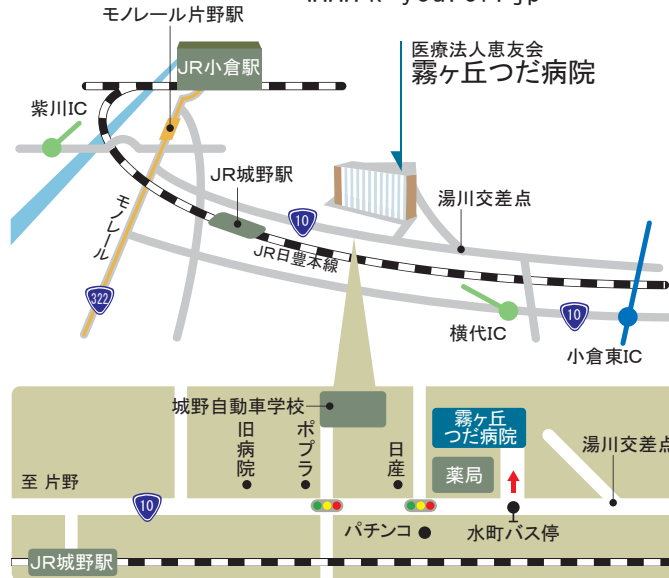 モノレール片野駅
JR小倉駅
医療法人恵友会
霧ヶ丘つだ病院
紫川IC
JR城野駅
湯川交差点
10
モノレール
JR日豊本線
322
10
横代IC
小倉東IC
城野自動車学校
旧病院
ポプラ
日産
霧ヶ丘
つだ病院
湯川交差点
薬局
至 片野
10
パチンコ
水町バス停
JR城野駅